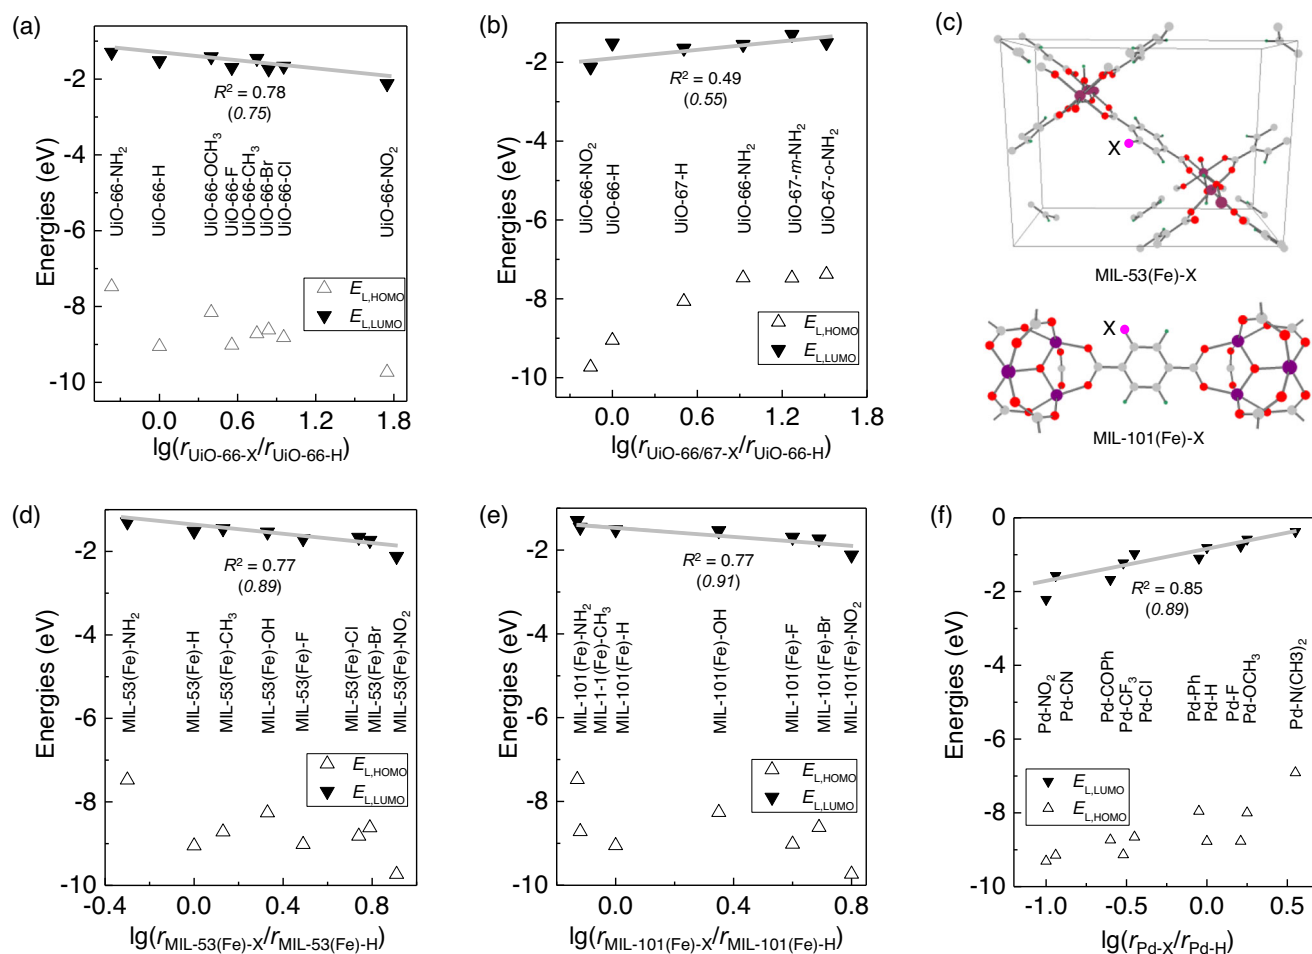 (a)
-2
-4
-6
-8
-10
Energies (eV)
R² = 0.78
(0.75)
UiO-66-NH₂
UiO-66-H
UiO-66-OCH₃
UiO-66-F
UiO-66-CH₃
UiO-66-Br
UiO-66-Cl
UiO-66-NO₂
E_L,HOMO
E_L,LUMO
0.0 0.6 1.2 1.8
lg(r_UiO-66-X/r_UiO-66-H)
(b)
-2
-4
-6
-8
-10
Energies (eV)
R² = 0.49
(0.55)
UiO-66-NO₂
UiO-66-H
UiO-67-H
UiO-66-NH₂
UiO-67-m-NH₂
UiO-67-o-NH₂
E_L,HOMO
E_L,LUMO
0.0 0.6 1.2 1.8
lg(r_UiO-66/67-X/r_UiO-66-H)
(c)
X
MIL-53(Fe)-X
X
MIL-101(Fe)-X
(d)
-2
-4
-6
-8
-10
Energies (eV)
R² = 0.77
(0.89)
MIL-53(Fe)-NH₂
MIL-53(Fe)-H
MIL-53(Fe)-CH₃
MIL-53(Fe)-OH
MIL-53(Fe)-F
MIL-53(Fe)-Cl
MIL-53(Fe)-Br
MIL-53(Fe)-NO₂
E_L,HOMO
E_L,LUMO
-0.4 0.0 0.4 0.8
lg(r_MIL-53(Fe)-X/r_MIL-53(Fe)-H)
(e)
-2
-4
-6
-8
-10
Energies (eV)
R² = 0.77
(0.91)
MIL-101(Fe)-NH₂
MIL-1-1(Fe)-CH₃
MIL-101(Fe)-H
MIL-101(Fe)-OH
MIL-101(Fe)-F
MIL-101(Fe)-Br
MIL-101(Fe)-NO₂
E_L,HOMO
E_L,LUMO
0.0 0.4 0.8
lg(r_MIL-101(Fe)-X/r_MIL-101(Fe)-H)
(f)
0
-2
-4
-6
-8
-10
Energies (eV)
R² = 0.85
(0.89)
Pd-NO₂
Pd-CN
Pd-COPh
Pd-CF₃
Pd-Cl
Pd-Ph
Pd-H
Pd-F
Pd-OCH₃
Pd-N(CH3)₂
E_L,LUMO
E_L,HOMO
-1.0 -0.5 0.0 0.5
lg(r_Pd-X/r_Pd-H)